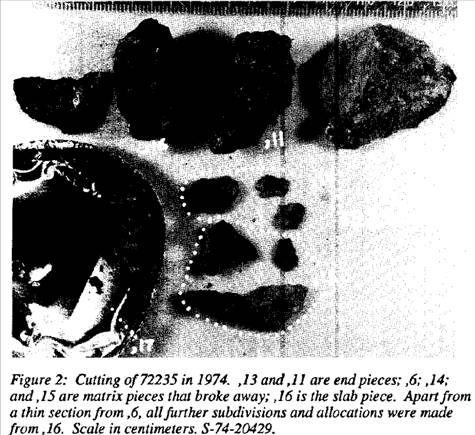 ,11
,17
Figure 2: Cutting of 72235 in 1974. ,13 and ,11 are end pieces; ,6; ,14;
and ,15 are matrix pieces that broke away; ,16 is the slab piece. Apart from
a thin section from ,6, all further subdivisions and allocations were made
from ,16. Scale in centimeters. S-74-20429.